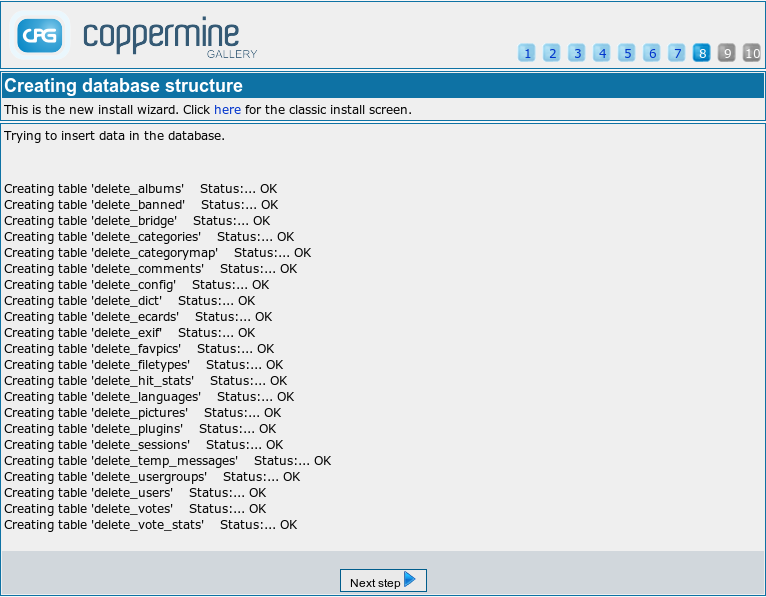 CPG coppermine
GALLERY
1 2 3 4 5 6 7 8 9 10
Creating database structure
This is the new install wizard. Click here for the classic install screen.
Trying to insert data in the database.
Creating table 'delete_albums' Status:... OK
Creating table 'delete_banned' Status:... OK
Creating table 'delete_bridge' Status:... OK
Creating table 'delete_categories' Status:... OK
Creating table 'delete_categorymap' Status:... OK
Creating table 'delete_comments' Status:... OK
Creating table 'delete_config' Status:... OK
Creating table 'delete_dict' Status:... OK
Creating table 'delete_ecards' Status:... OK
Creating table 'delete_exif' Status:... OK
Creating table 'delete_favpics' Status:... OK
Creating table 'delete_filetypes' Status:... OK
Creating table 'delete_hit_stats' Status:... OK
Creating table 'delete_languages' Status:... OK
Creating table 'delete_pictures' Status:... OK
Creating table 'delete_plugins' Status:... OK
Creating table 'delete_sessions' Status:... OK
Creating table 'delete_temp_messages' Status:... OK
Creating table 'delete_usergroups' Status:... OK
Creating table 'delete_users' Status:... OK
Creating table 'delete_votes' Status:... OK
Creating table 'delete_vote_stats' Status:... OK
Next step